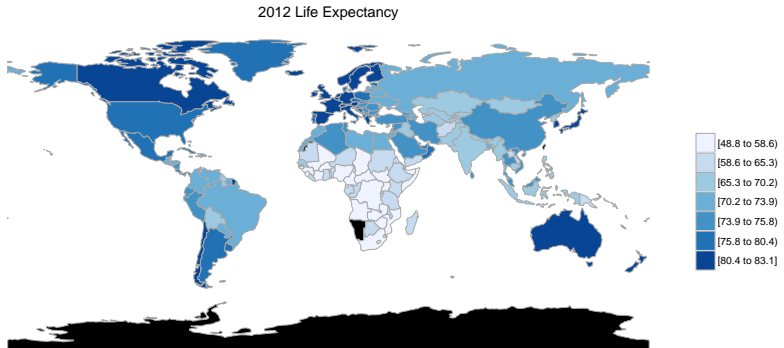 2012 Life Expectancy
[48.8 to 58.6)
[58.6 to 65.3)
[65.3 to 70.2)
[70.2 to 73.9)
[73.9 to 75.8)
[75.8 to 80.4)
[80.4 to 83.1]